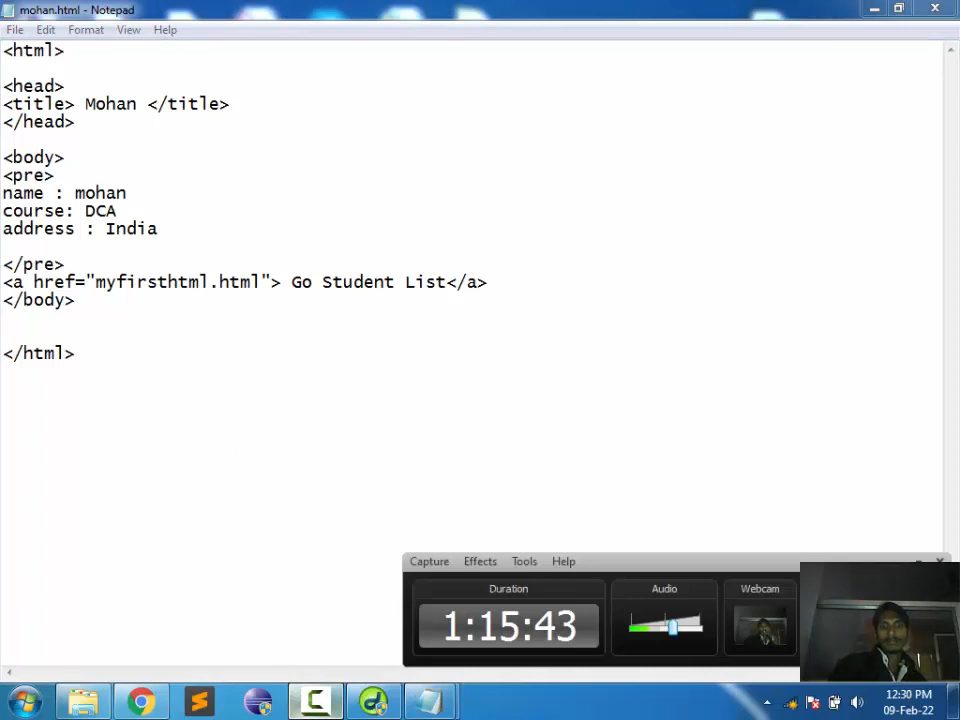 mohan.html - Notepad
File Edit Format View Help
<html>
<head>
<title> Mohan </title>
</head>
<body>
<pre>
name : mohan
course: DCA
address : India
</pre>
<a href="myfirsthtml.html"> Go Student List</a>
</body>
</html>
Capture Effects Tools Help
Duration Audio Webcam
1:15:43
12:30 PM
09-Feb-22